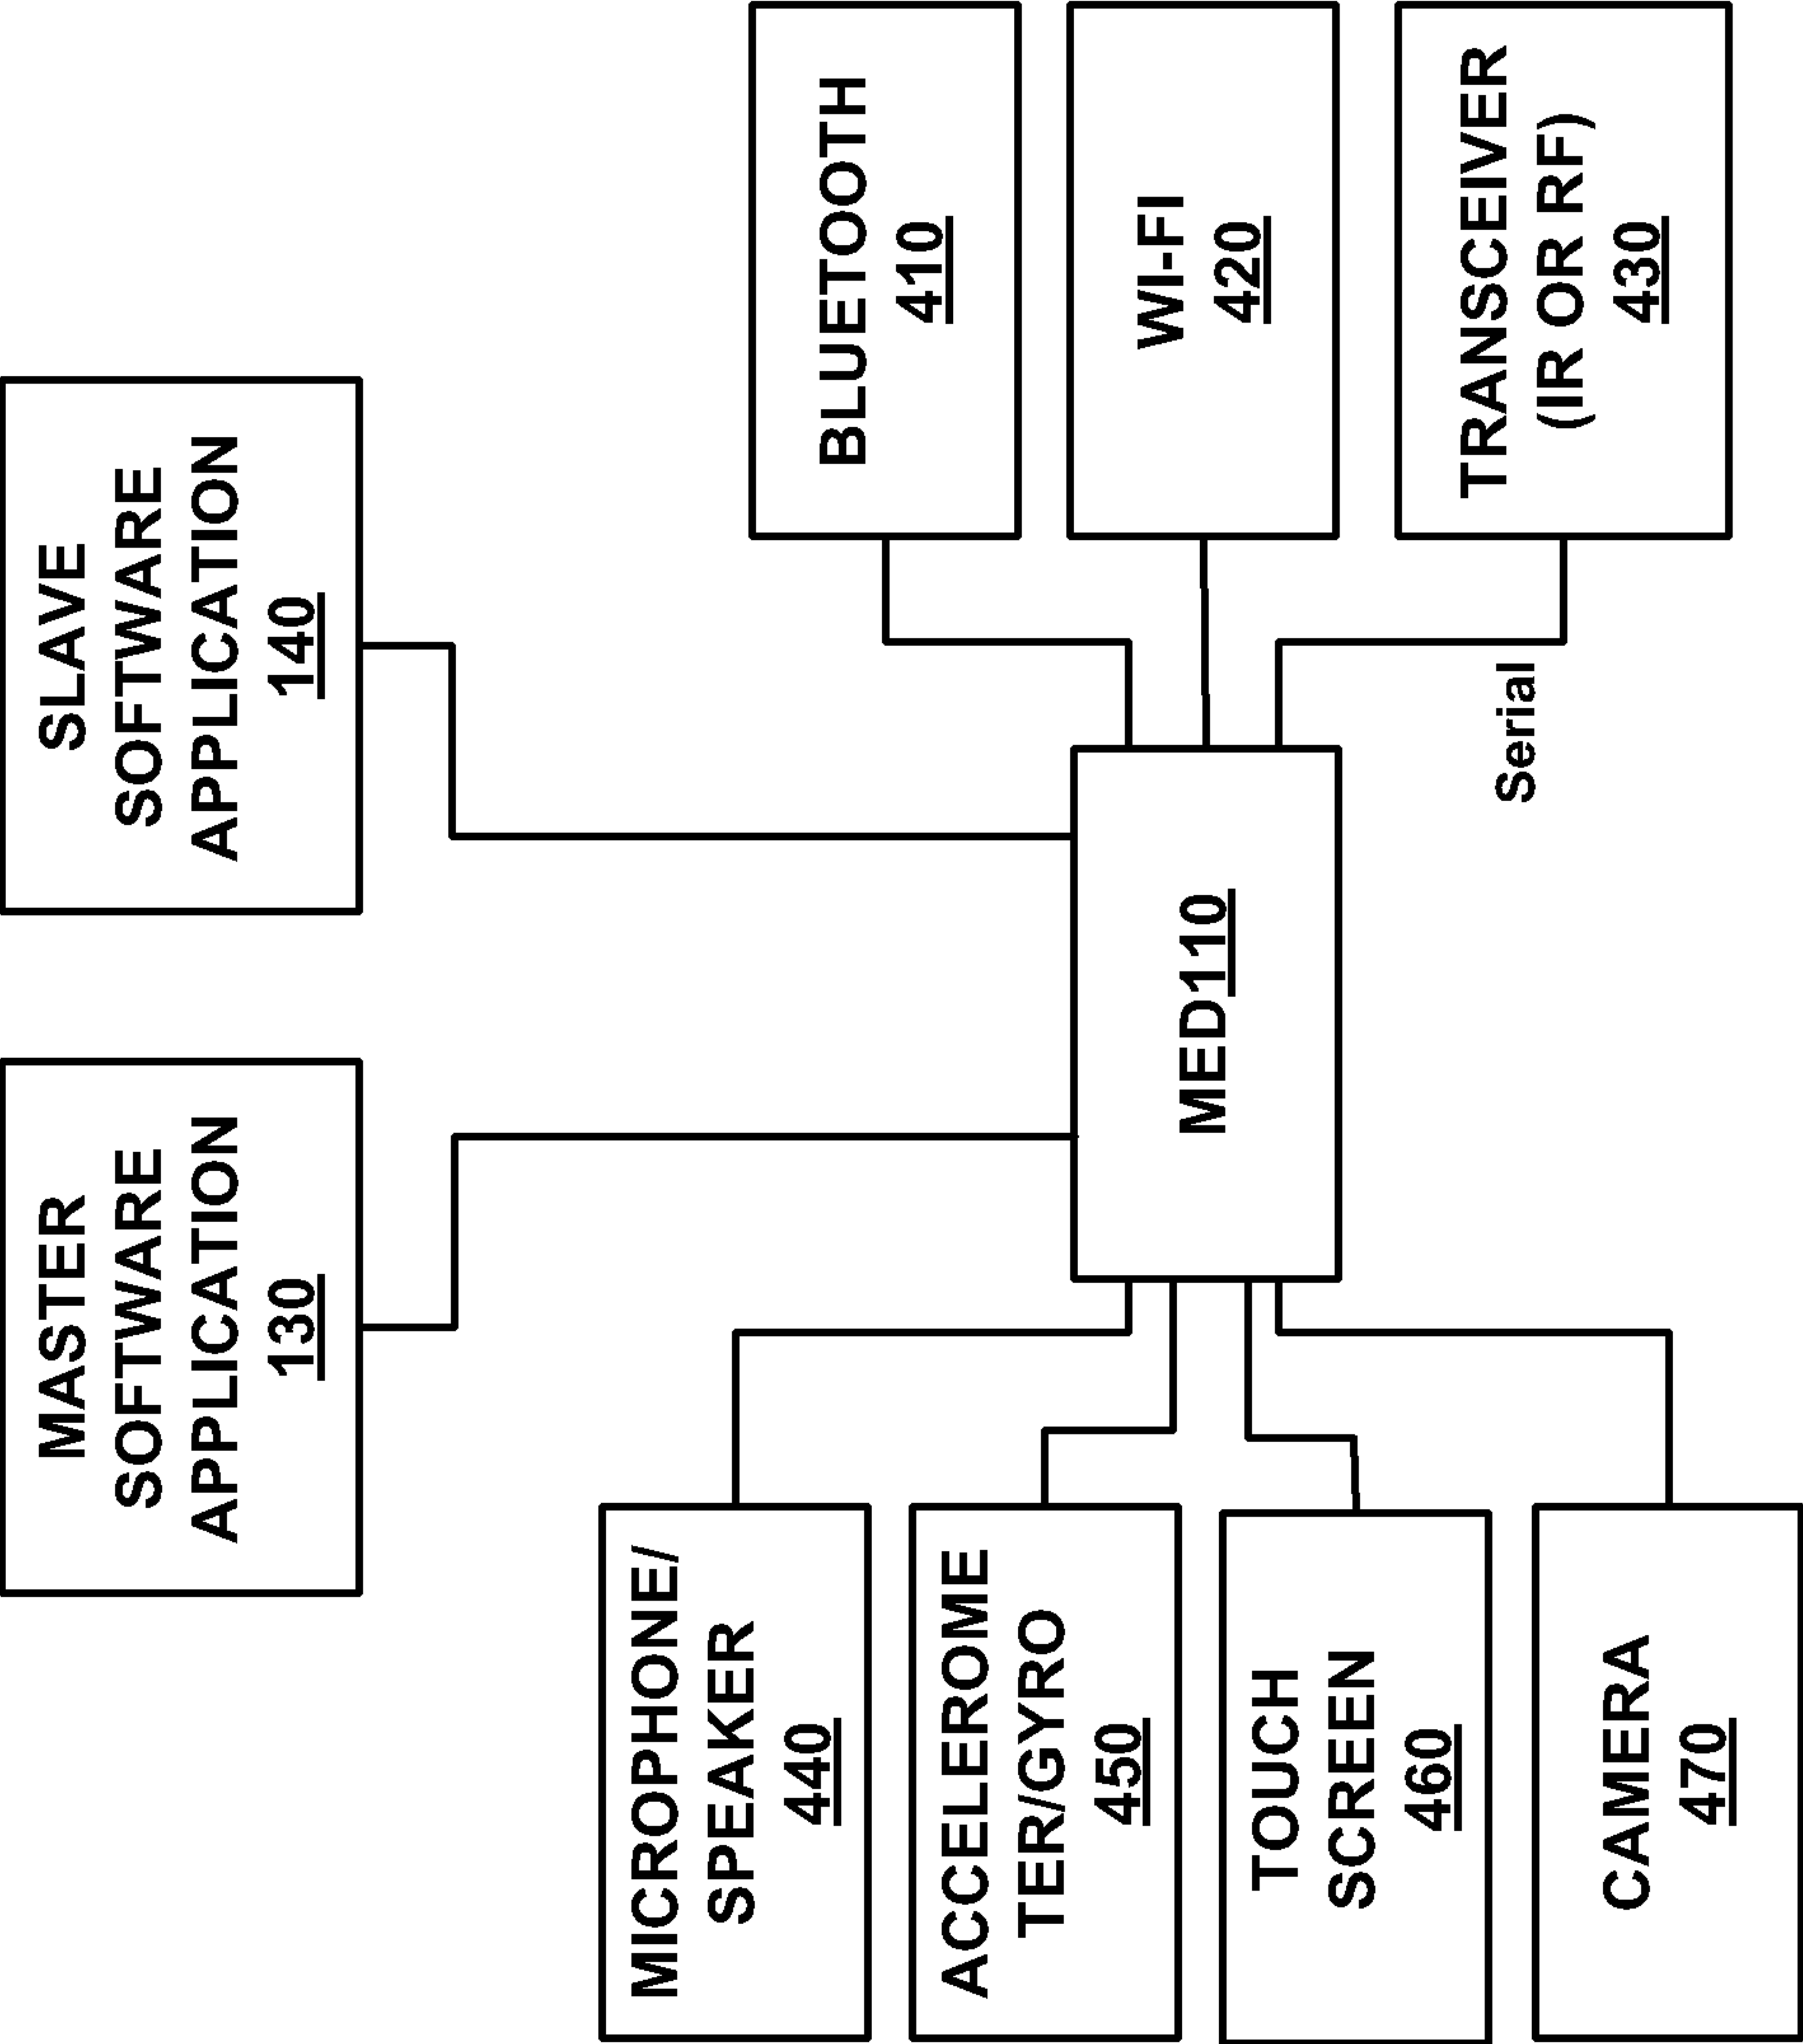 MASTER
SOFTWARE
APPLICATION
130
SLAVE
SOFTWARE
APPLICATION
140
MICROPHONE/
SPEAKER
440
ACCELEROME
TER/GYRO
450
TOUCH
SCREEN
460
CAMERA
470
MED110
BLUETOOTH
410
WI-FI
420
TRANSCEIVER
(IR OR RF)
430
Serial